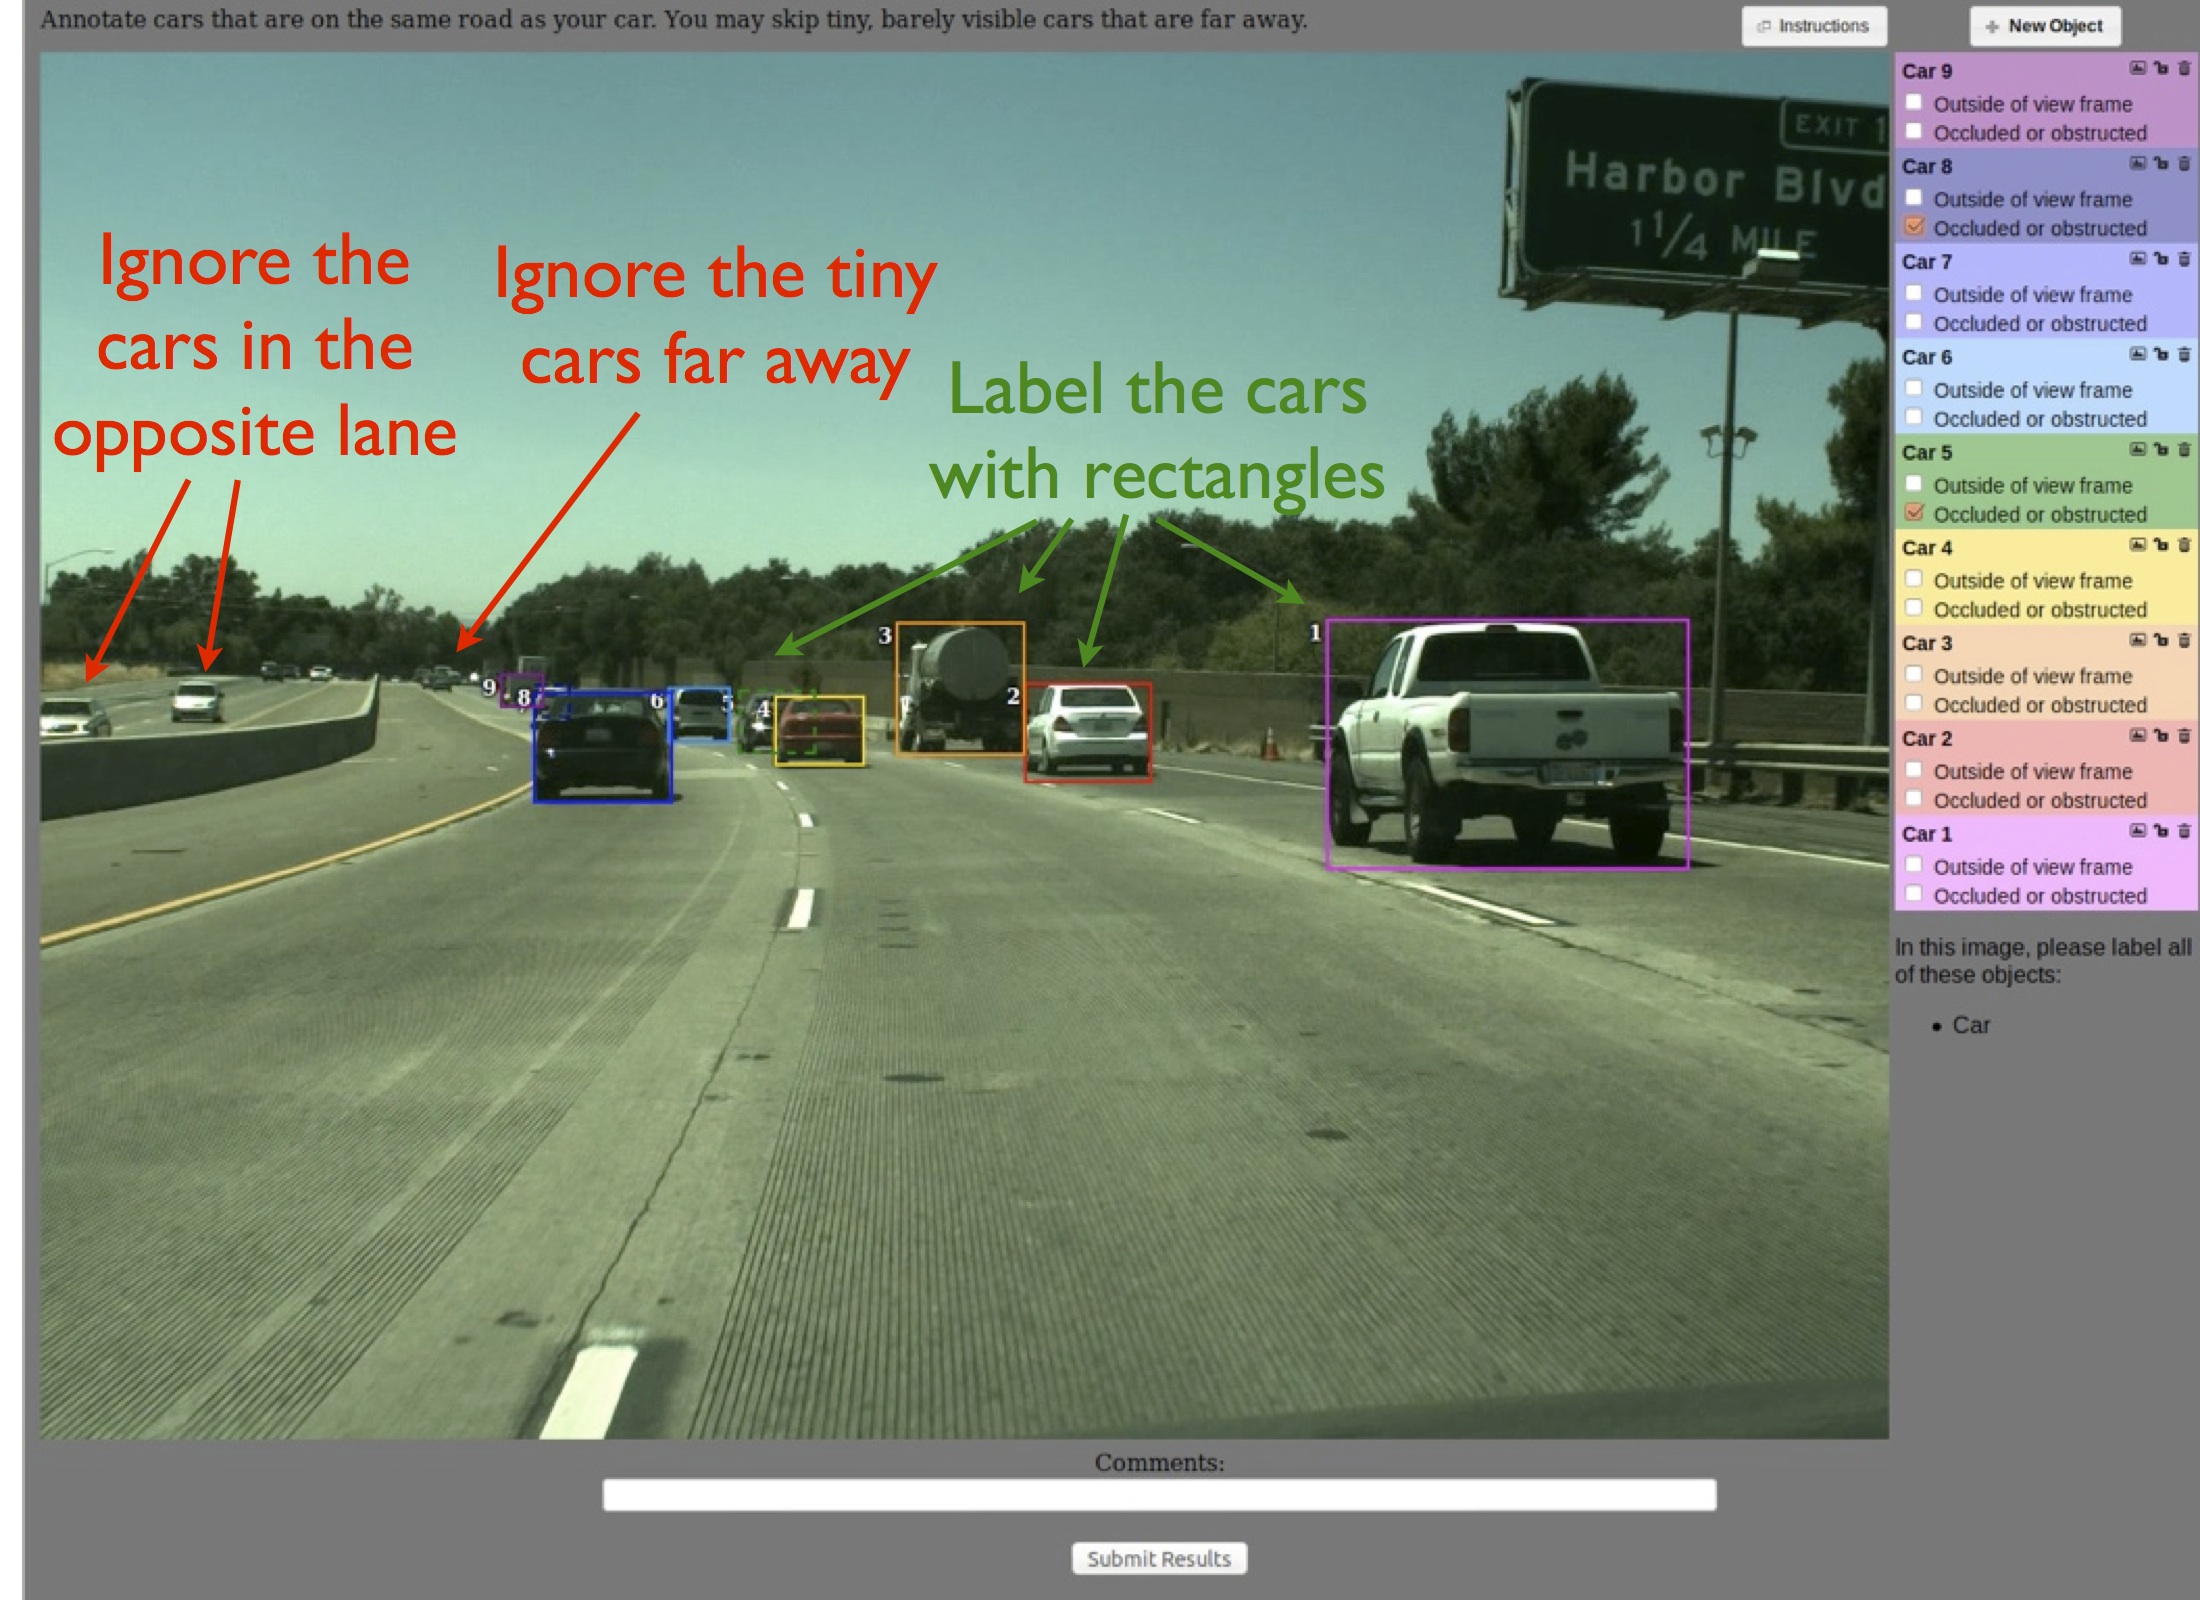 Annotate cars that are on the same road as your car. You may skip tiny, barely visible cars that are far away.
Instructions
New Object
Ignore the
cars in the
opposite lane
Ignore the tiny
cars far away
Label the cars
with rectangles
EXIT 1
Harbor Blvd
1 1/4 MILE
9
8
6
5
4
3
2
1
Car 9
Outside of view frame
Occluded or obstructed
Car 8
Outside of view frame
Occluded or obstructed
Car 7
Outside of view frame
Occluded or obstructed
Car 6
Outside of view frame
Occluded or obstructed
Car 5
Outside of view frame
Occluded or obstructed
Car 4
Outside of view frame
Occluded or obstructed
Car 3
Outside of view frame
Occluded or obstructed
Car 2
Outside of view frame
Occluded or obstructed
Car 1
Outside of view frame
Occluded or obstructed
In this image, please label all
of these objects:
Car
Comments:
Submit Results